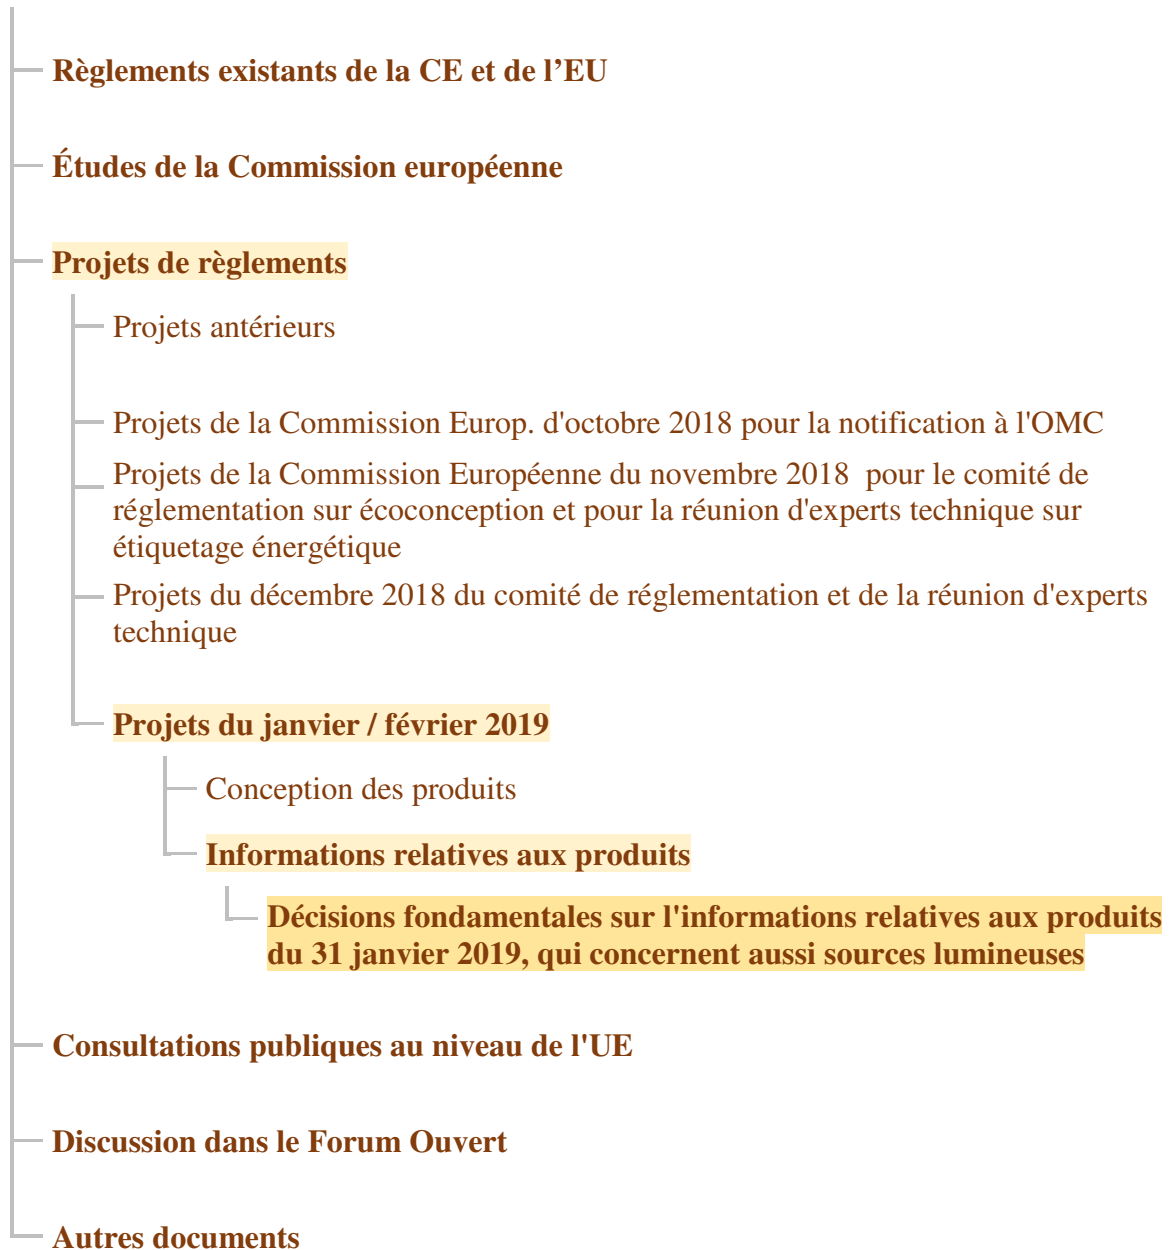 Règlements existants de la CE et de l’EU
Études de la Commission européenne
Projets de règlements
Projets antérieurs
Projets de la Commission Europ. d'octobre 2018 pour la notification à l'OMC
Projets de la Commission Européenne du novembre 2018  pour le comité de
réglementation sur écoconception et pour la réunion d'experts technique sur
étiquetage énergétique
Projets du décembre 2018 du comité de réglementation et de la réunion d'experts
technique
Projets du janvier / février 2019
Conception des produits
Informations relatives aux produits
Décisions fondamentales sur l'informations relatives aux produits
du 31 janvier 2019, qui concernent aussi sources lumineuses
Consultations publiques au niveau de l'UE
Discussion dans le Forum Ouvert
Autres documents